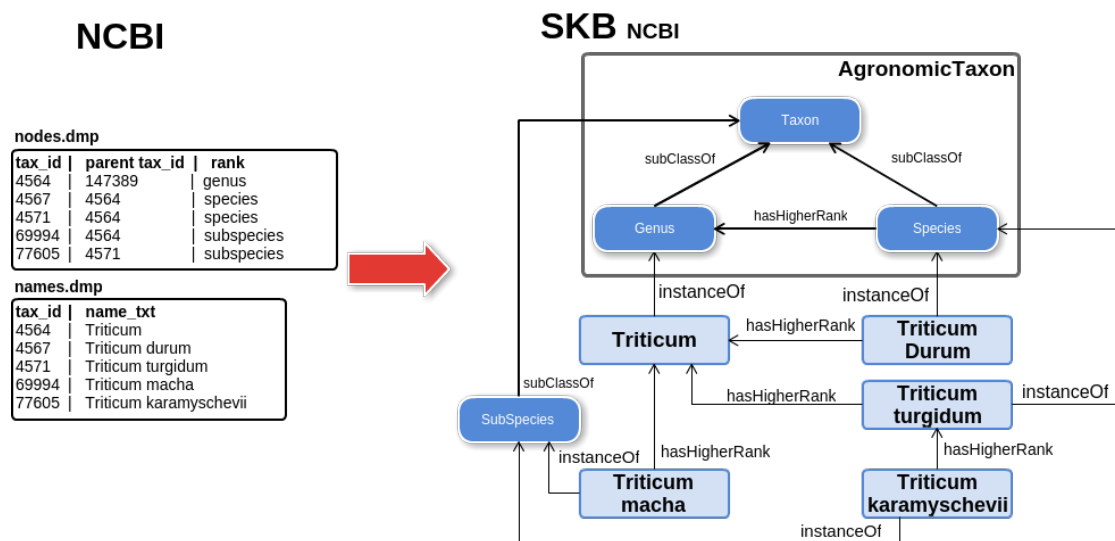 NCBI
SKB NCBI
AgronomicTaxon
Taxon
subClassOf
subClassOf
Genus
hasHigherRank
Species
nodes.dmp
tax_id | parent tax_id | rank
4564 | 147389 | genus
4567 | 4564 | species
4571 | 4564 | species
69994 | 4564 | subspecies
77605 | 4571 | subspecies
names.dmp
tax_id | name_txt
4564 | Triticum
4567 | Triticum durum
4571 | Triticum turgidum
69994 | Triticum macha
77605 | Triticum karamyschevii
instanceOf
instanceOf
Triticum
hasHigherRank
Triticum
Durum
subClassOf
hasHigherRank
Triticum
turgidum
instanceOf
SubSpecies
instanceOf
hasHigherRank
hasHigherRank
Triticum
macha
Triticum
karamyschevii
instanceOf